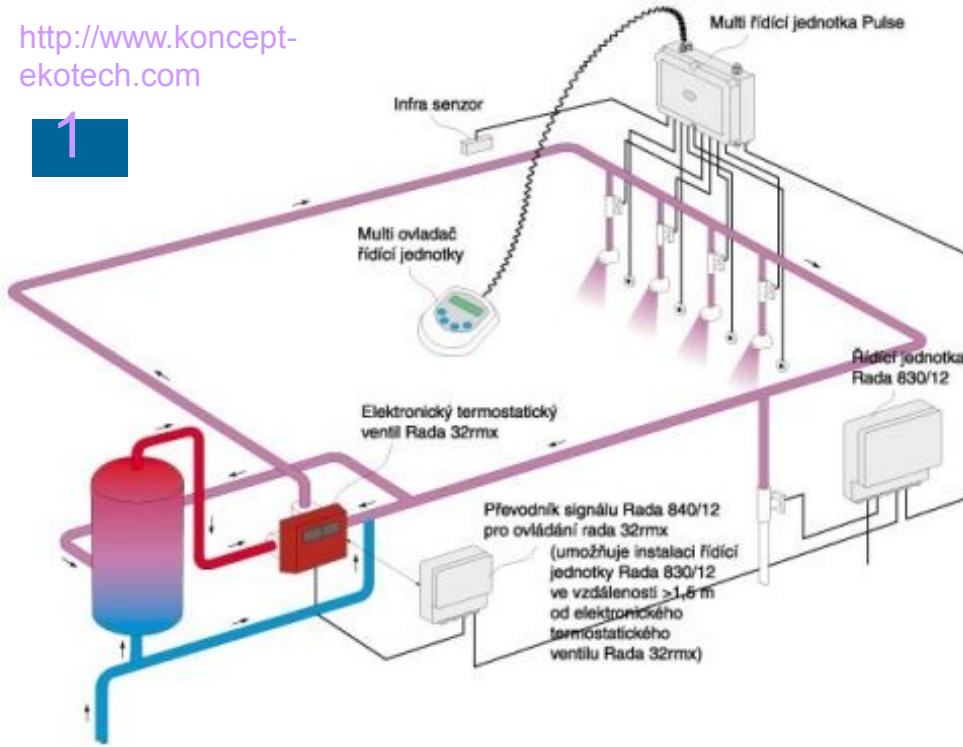 http://www.koncept-
ekotech.com
1
Multi řídící jednotka Pulse
Infra senzor
Multi ovladač
řídící jednotky
Řídící jednotka
Rada 830/12
Elektronický termostatický
ventil Rada 32rmx
Převodník signálu Rada 840/12
pro ovládání rada 32rmx
(umožňuje instalaci řídící
jednotky Rada 830/12
ve vzdálenosti >1,5 m
od elektronického
termostatického
ventilu Rada 32rmx)